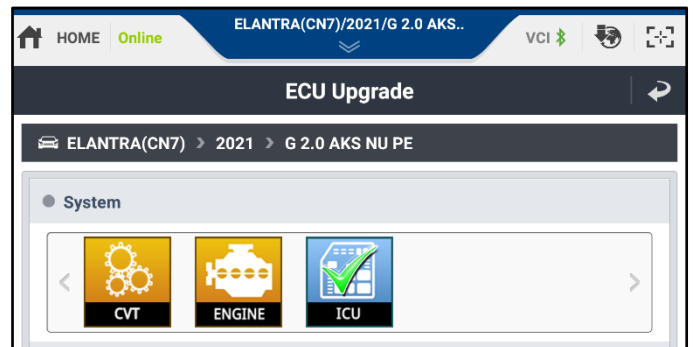 HOME Online ELANTRA(CN7)/2021/G 2.0 AKS.. VCI
ECU Upgrade
ELANTRA(CN7) > 2021 > G 2.0 AKS NU PE
System
CVT ENGINE ICU